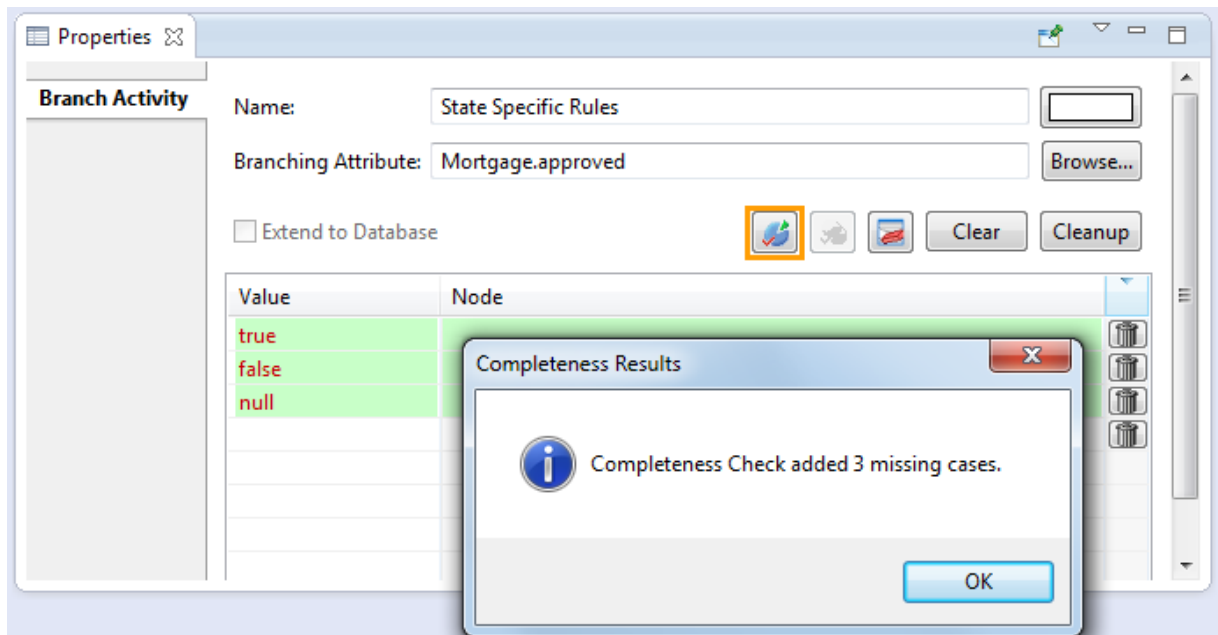 Properties
Branch Activity
Name: State Specific Rules
Branching Attribute: Mortgage.approved Browse...
Extend to Database Clear Cleanup
Value Node
true
false
null
Completeness Results
Completeness Check added 3 missing cases.
OK